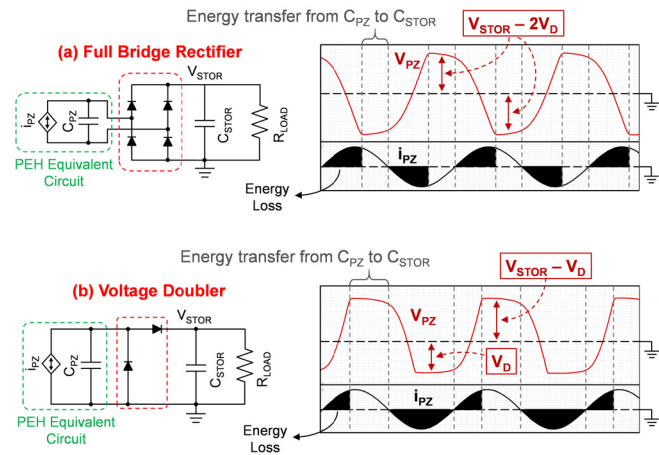 Energy transfer from CPZ to CSTOR
VSTOR – 2VD
(a) Full Bridge Rectifier
VSTOR
VPZ
iPZ
CPZ
CSTOR
RLOAD
PEH Equivalent
Circuit
iPZ
Energy
Loss
Energy transfer from CPZ to CSTOR
VSTOR – VD
(b) Voltage Doubler
VSTOR
VPZ
VD
iPZ
CPZ
CSTOR
RLOAD
PEH Equivalent
Circuit
iPZ
Energy
Loss